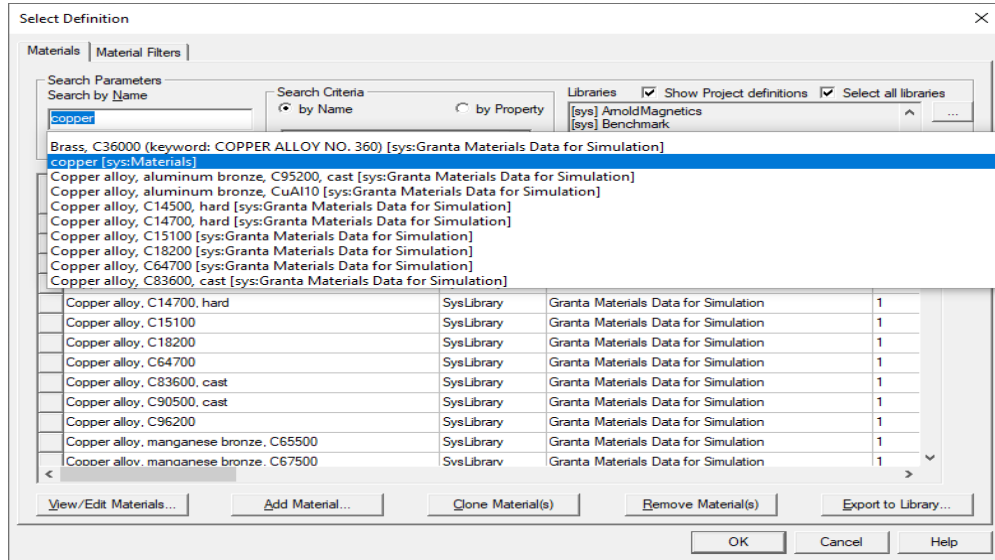 Select Definition
Materials
Material Filters
Search Parameters
Search by Name
copper
Search Criteria
by Name
by Property
Libraries
Show Project definitions
Select all libraries
[sys] ArnoldMagnetics
[sys] Benchmark
...
Brass, C36000 (keyword: COPPER ALLOY NO. 360) [sys:Granta Materials Data for Simulation]
copper [sys:Materials]
Copper alloy, aluminum bronze, C95200, cast [sys:Granta Materials Data for Simulation]
Copper alloy, aluminum bronze, CuAl10 [sys:Granta Materials Data for Simulation]
Copper alloy, C14500, hard [sys:Granta Materials Data for Simulation]
Copper alloy, C14700, hard [sys:Granta Materials Data for Simulation]
Copper alloy, C15100 [sys:Granta Materials Data for Simulation]
Copper alloy, C18200 [sys:Granta Materials Data for Simulation]
Copper alloy, C64700 [sys:Granta Materials Data for Simulation]
Copper alloy, C83600, cast [sys:Granta Materials Data for Simulation]
Copper alloy, C14700, hard SysLibrary Granta Materials Data for Simulation 1
Copper alloy, C15100 SysLibrary Granta Materials Data for Simulation 1
Copper alloy, C18200 SysLibrary Granta Materials Data for Simulation 1
Copper alloy, C64700 SysLibrary Granta Materials Data for Simulation 1
Copper alloy, C83600, cast SysLibrary Granta Materials Data for Simulation 1
Copper alloy, C90500, cast SysLibrary Granta Materials Data for Simulation 1
Copper alloy, C96200 SysLibrary Granta Materials Data for Simulation 1
Copper alloy, manganese bronze, C65500 SysLibrary Granta Materials Data for Simulation 1
Copper alloy, manganese bronze, C67500 SysLibrary Granta Materials Data for Simulation 1
View/Edit Materials...
Add Material...
Clone Material(s)
Remove Material(s)
Export to Library...
OK
Cancel
Help